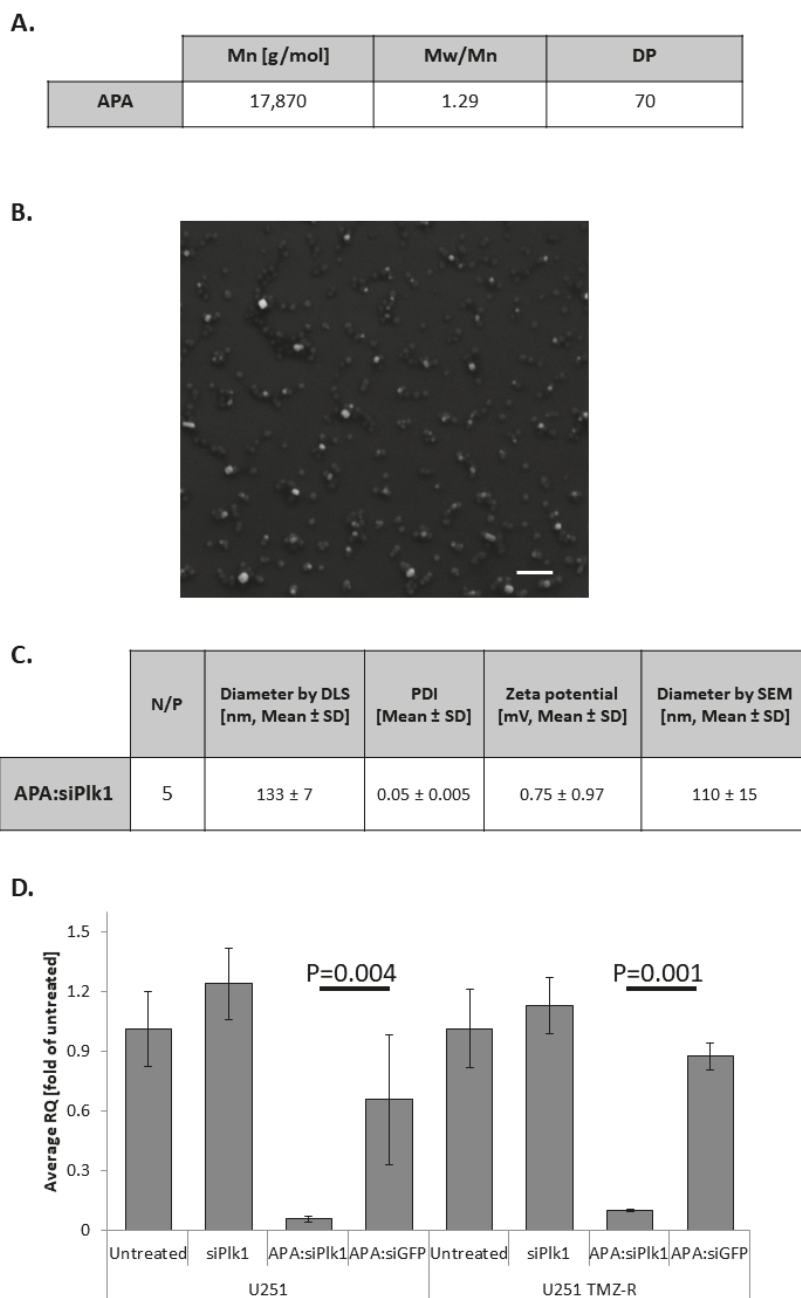 A.
Mn [g/mol] Mw/Mn DP
APA 17,870 1.29 70
B.
C.
N/P Diameter by DLS [nm, Mean ± SD] PDI [Mean ± SD] Zeta potential [mV, Mean ± SD] Diameter by SEM [nm, Mean ± SD]
APA:siPlk1 5 133 ± 7 0.05 ± 0.005 0.75 ± 0.97 110 ± 15
D.
Average RQ [fold of untreated]
1.5
1.2
0.9
0.6
0.3
0
P=0.004 P=0.001
Untreated siPlk1 APA:siPlk1 APA:siGFP Untreated siPlk1 APA:siPlk1 APA:siGFP
U251 U251 TMZ-R